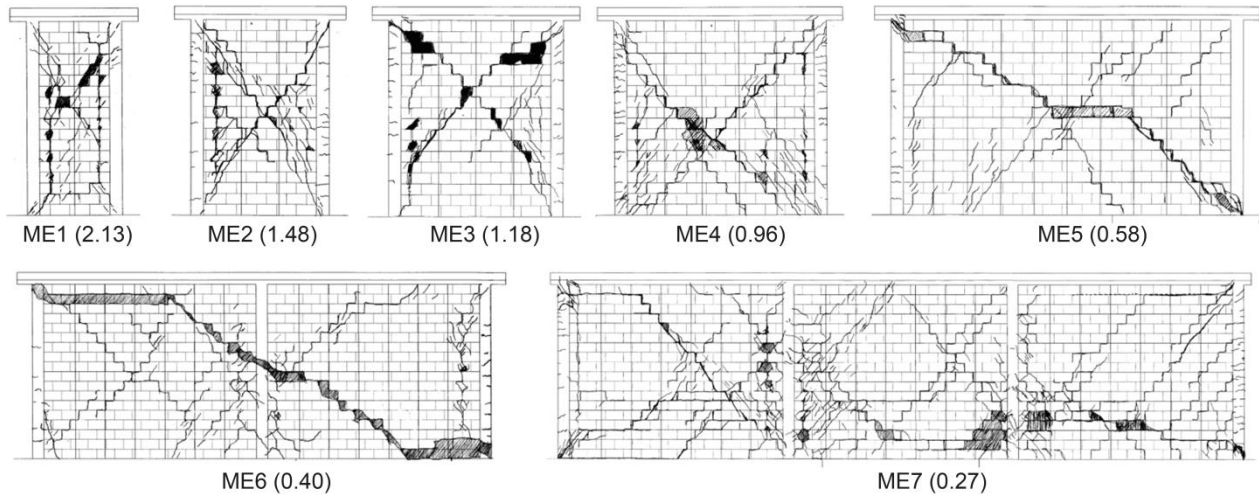 ME1 (2.13)
ME2 (1.48)
ME3 (1.18)
ME4 (0.96)
ME5 (0.58)
ME6 (0.40)
ME7 (0.27)